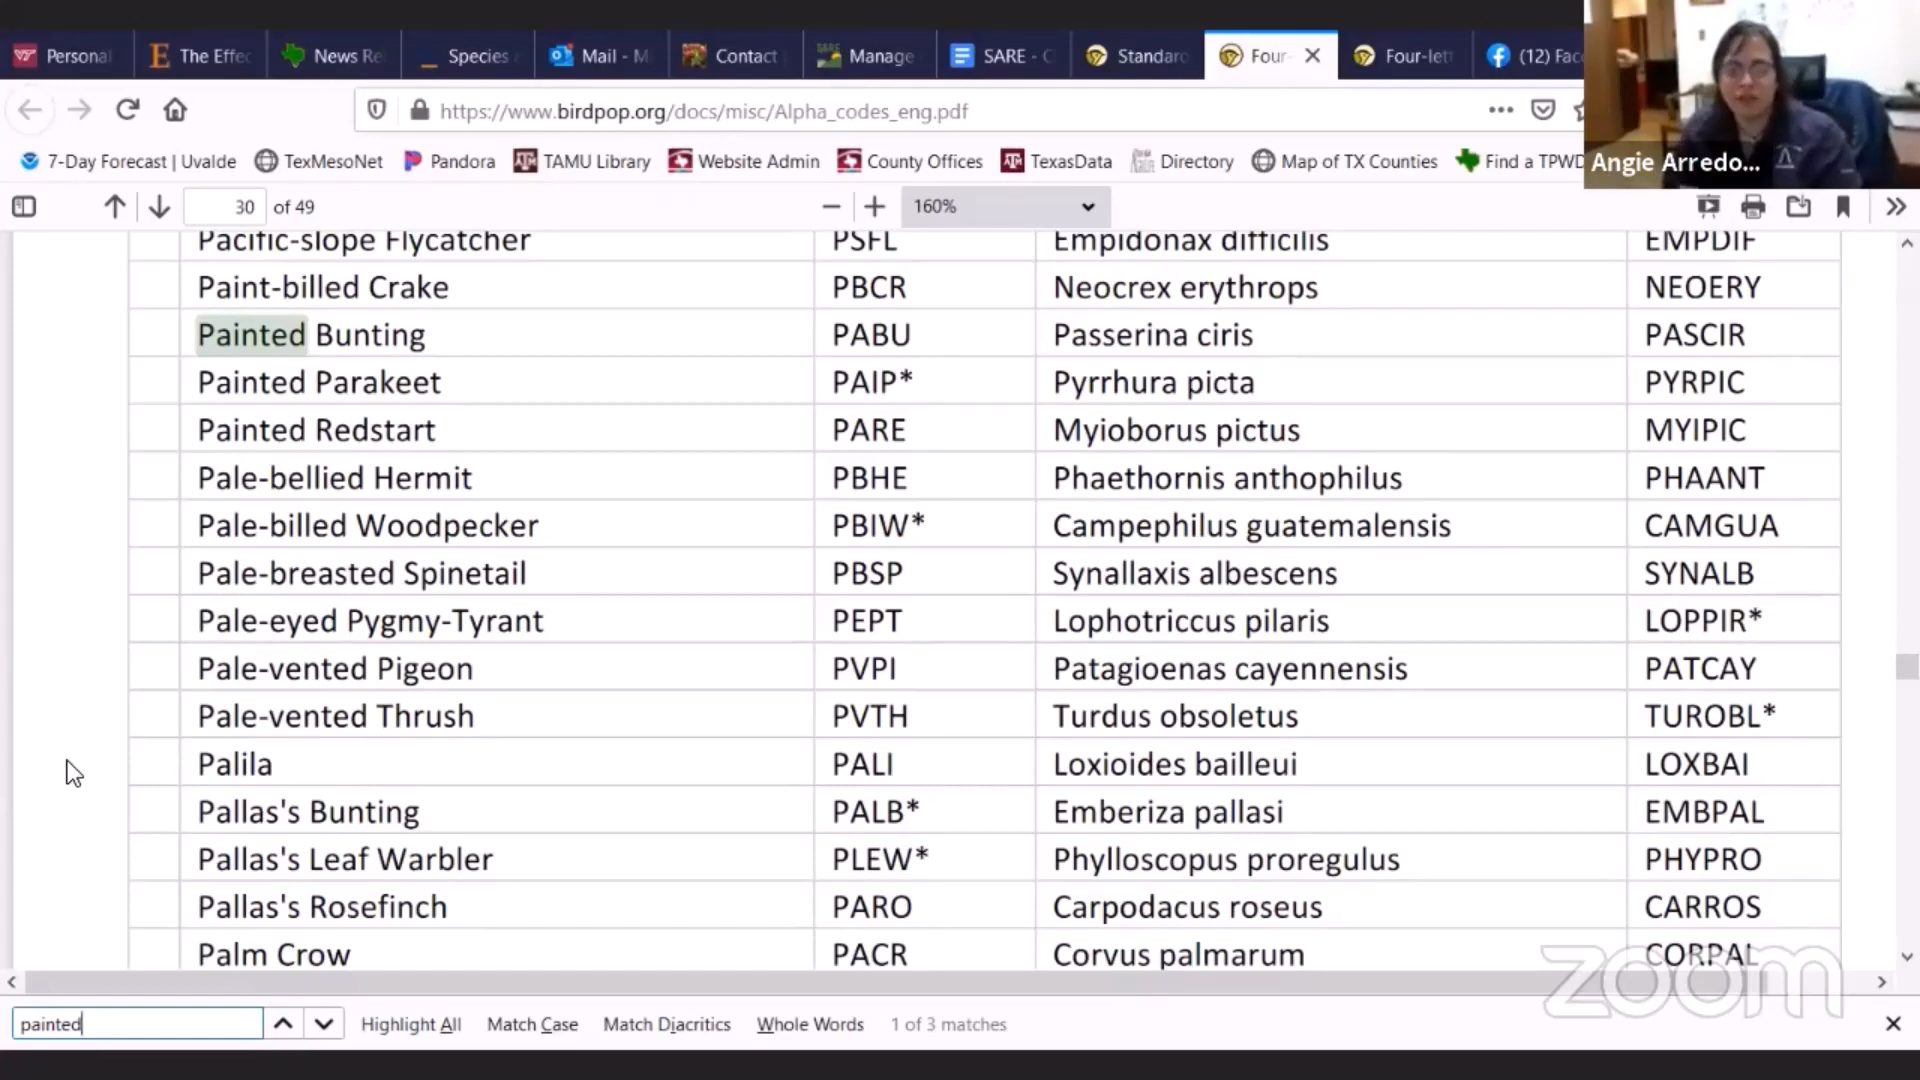 Personal
The Effec
News Re
Species
Mail - M
Contact
SARE Manage
SARE - C
Standard
Four-
Four-lett
(12) Fac
https://www.birdpop.org/docs/misc/Alpha_codes_eng.pdf
7-Day Forecast | Uvalde TexMesoNet Pandora TAMU Library Website Admin County Offices TexasData Directory Map of TX Counties Find a TPWD
Angie Arredo...
30 of 49
160%
Pacific-slope Flycatcher PSFL Empidonax difficilis EMPDIF
Paint-billed Crake PBCR Neocrex erythrops NEOERY
Painted Bunting PABU Passerina ciris PASCIR
Painted Parakeet PAIP* Pyrrhura picta PYRPIC
Painted Redstart PARE Myioborus pictus MYIPIC
Pale-bellied Hermit PBHE Phaethornis anthophilus PHAANT
Pale-billed Woodpecker PBIW* Campephilus guatemalensis CAMGUA
Pale-breasted Spinetail PBSP Synallaxis albescens SYNALB
Pale-eyed Pygmy-Tyrant PEPT Lophotriccus pilaris LOPPIR*
Pale-vented Pigeon PVPI Patagioenas cayennensis PATCAY
Pale-vented Thrush PVTH Turdus obsoletus TUROBL*
Palila PALI Loxioides bailleui LOXBAI
Pallas's Bunting PALB* Emberiza pallasi EMBPAL
Pallas's Leaf Warbler PLEW* Phylloscopus proregulus PHYPRO
Pallas's Rosefinch PARO Carpodacus roseus CARROS
Palm Crow PACR Corvus palmarum CORPAL
zoom
painted Highlight All Match Case Match Diacritics Whole Words 1 of 3 matches